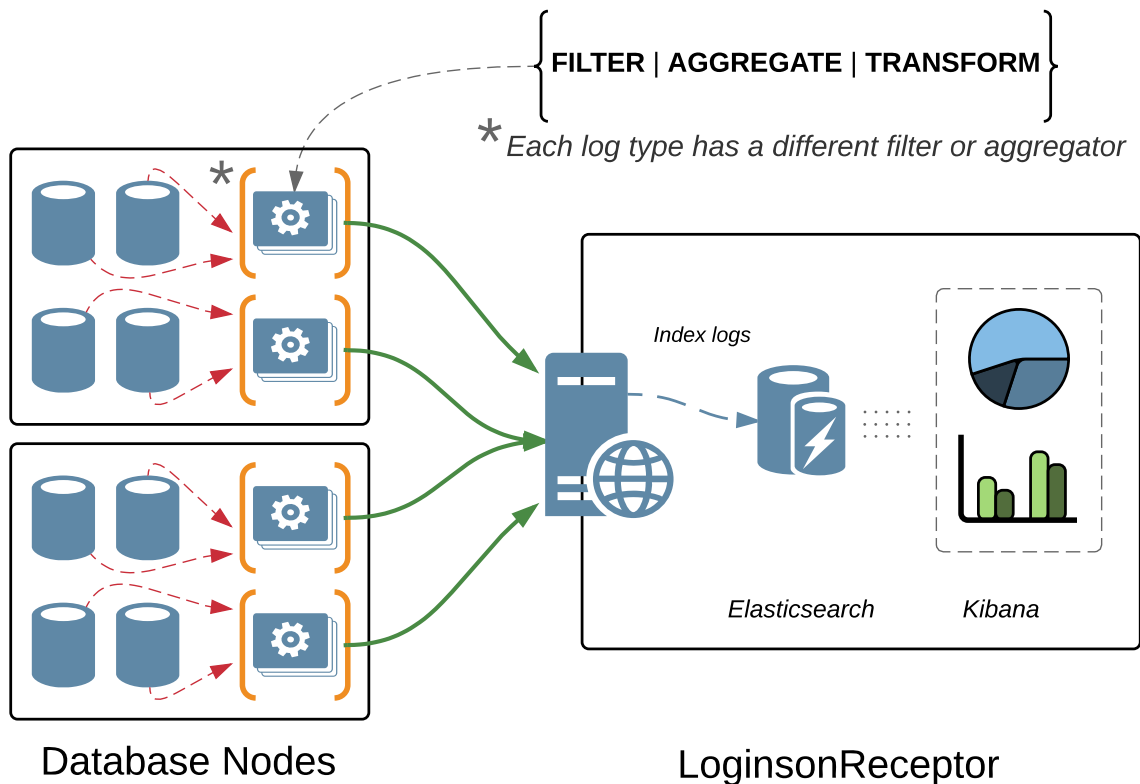 FILTER | AGGREGATE | TRANSFORM
* Each log type has a different filter or aggregator
*
Index logs
Elasticsearch
Kibana
Database Nodes
LoginsonReceptor